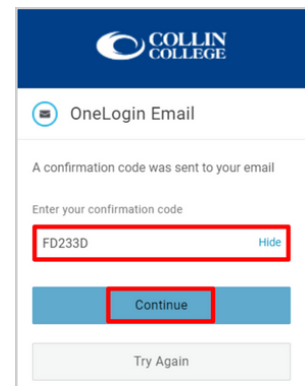 COLLIN
COLLEGE
OneLogin Email
A confirmation code was sent to your email
Enter your confirmation code
FD233D Hide
Continue
Try Again